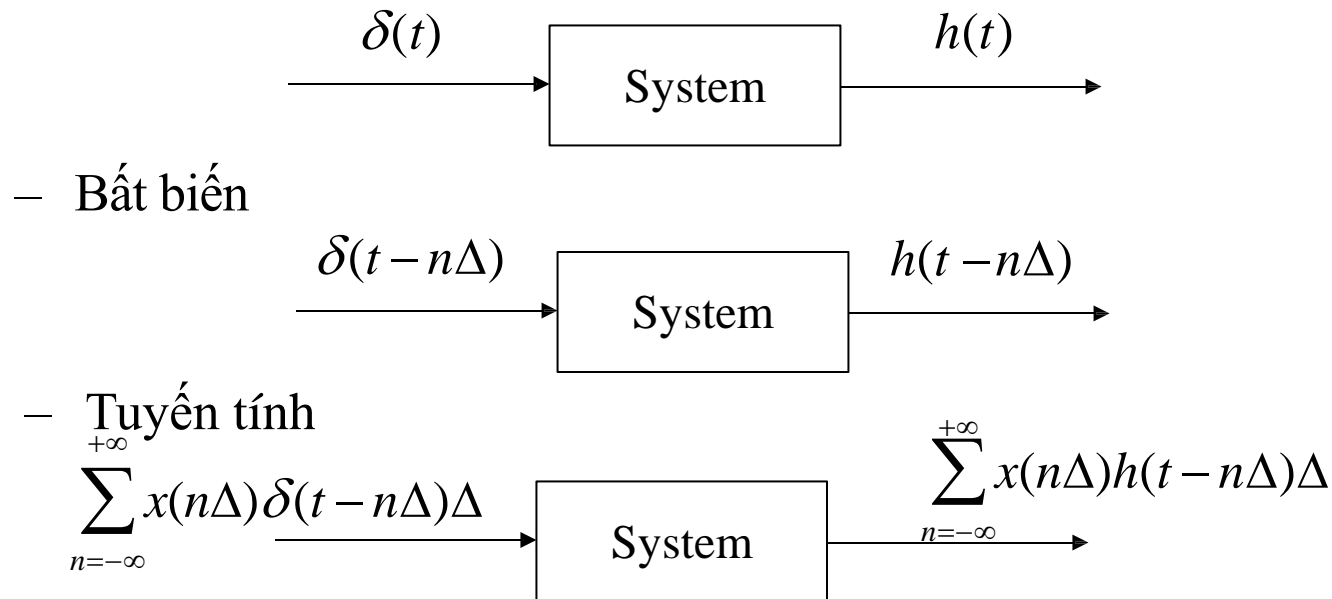 δ(t) System h(t)
– Bất biến
δ(t − nΔ) System h(t − nΔ)
– Tuyến tính
+∞ +∞
∑ x(nΔ)δ(t − nΔ)Δ System ∑ x(nΔ)h(t − nΔ)Δ
n=−∞ n=−∞